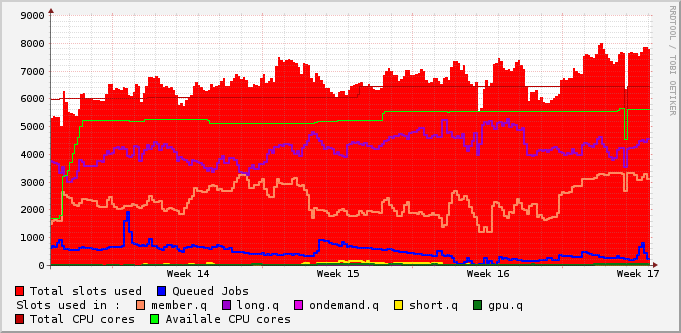 9000
8000
7000
6000
5000
4000
3000
2000
1000
0
Week 14 Week 15 Week 16 Week 17
Total slots used Queued Jobs
Slots used in : member.q long.q ondemand.q short.q gpu.q
Total CPU cores Availale CPU cores
RRDTOOL / TOBI OETIKER